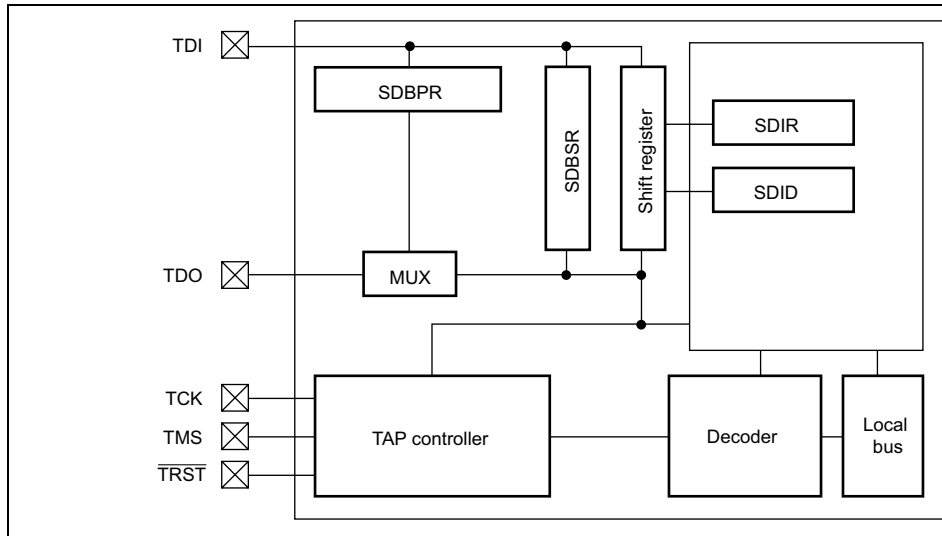 TDI
SDBPR
SDBSR
Shift register
SDIR
SDID
TDO
MUX
TCK
TMS
TRST
TAP controller
Decoder
Local
bus